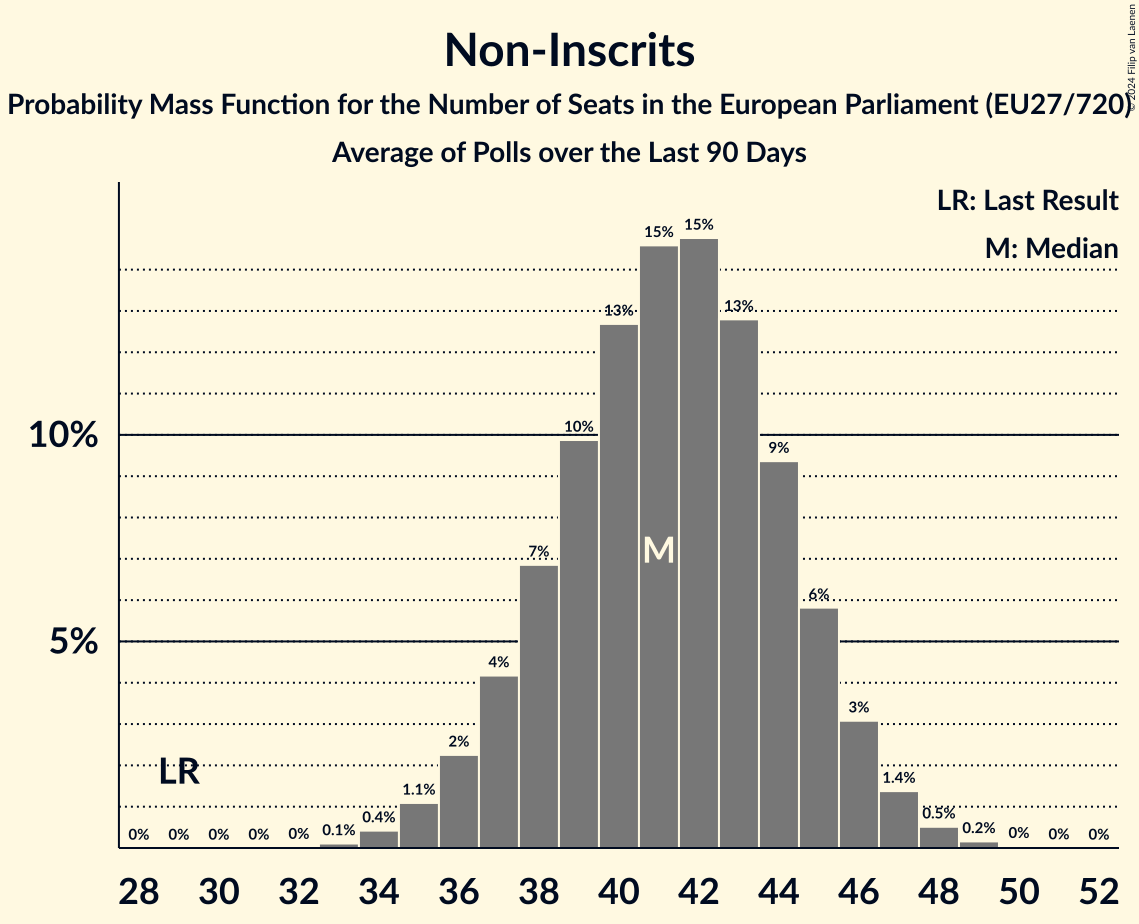 Non-Inscrits
Probability Mass Function for the Number of Seats in the European Parliament (EU27/720)
Average of Polls over the Last 90 Days
© 2024 Filip van Laenen
LR: Last Result
M: Median
15% 15%
13% 13%
10% 10% 9%
7% M
6%
5% 4%
3%
2%
LR 1.1% 1.4%
0% 0% 0% 0% 0% 0.1% 0.4% 0.5% 0.2% 0% 0% 0%
28 30 32 34 36 38 40 42 44 46 48 50 52